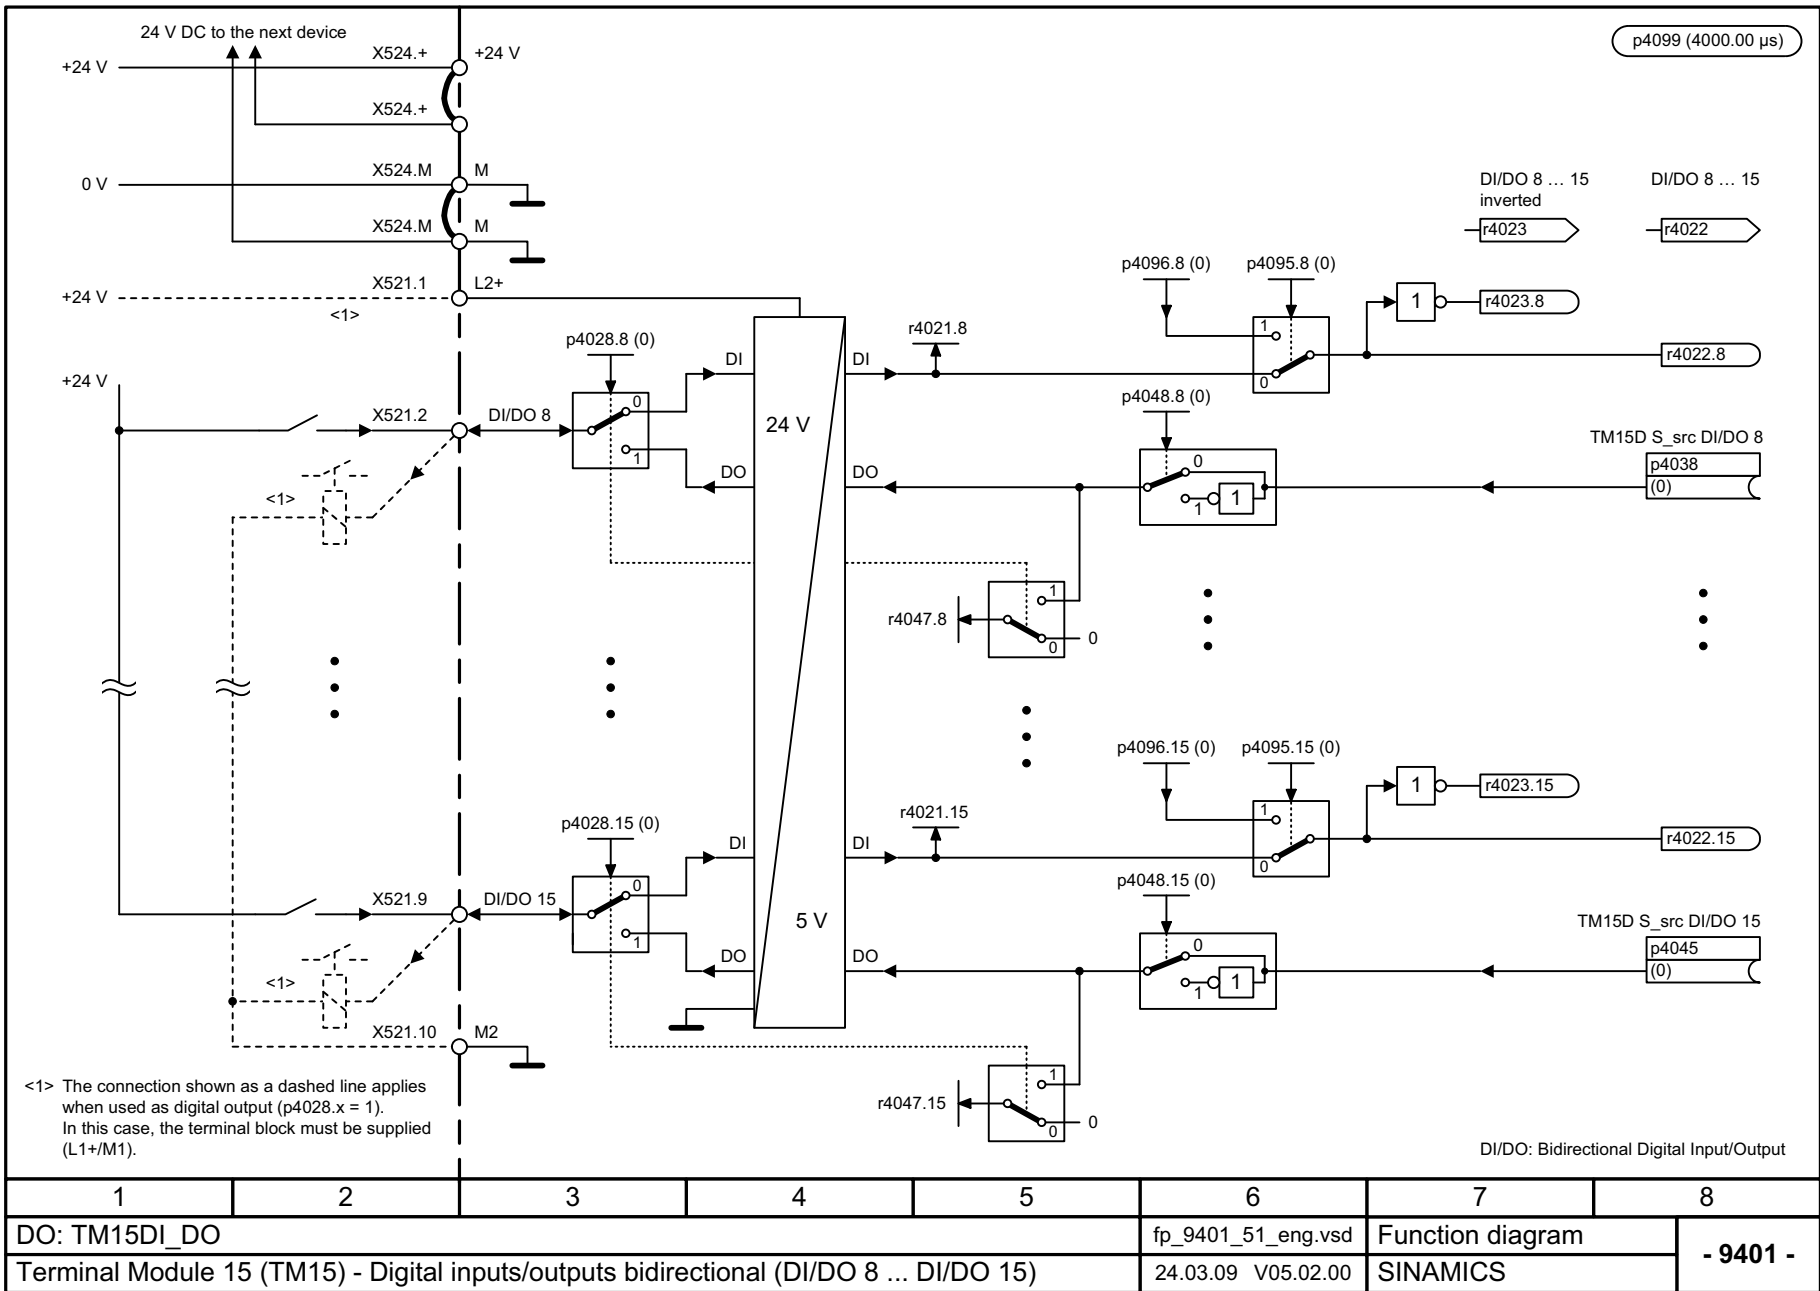 24 V DC to the next device
p4099 (4000.00 µs)
+24 V
X524.+
+24 V
X524.+
0 V
X524.M
M
X524.M
M
DI/DO 8 … 15
inverted
DI/DO 8 … 15
r4023
r4022
+24 V
<1>
X521.1
L2+
p4096.8 (0)
p4095.8 (0)
1
r4023.8
p4028.8 (0)
r4021.8
1
0
r4022.8
DI
DI
+24 V
X521.2
DI/DO 8
0
1
24 V
p4048.8 (0)
TM15D S_src DI/DO 8
p4038
(0)
DO
DO
0
1
1
<1>
r4047.8
1
0
0
p4096.15 (0)
p4095.15 (0)
1
r4023.15
p4028.15 (0)
r4021.15
1
0
r4022.15
DI
DI
X521.9
DI/DO 15
0
1
5 V
p4048.15 (0)
TM15D S_src DI/DO 15
p4045
(0)
DO
DO
0
1
1
<1>
X521.10
M2
r4047.15
1
0
0
<1> The connection shown as a dashed line applies
when used as digital output (p4028.x = 1).
In this case, the terminal block must be supplied
(L1+/M1).
DI/DO: Bidirectional Digital Input/Output
1 2 3 4 5 6 7 8
DO: TM15DI_DO
fp_9401_51_eng.vsd
Function diagram
- 9401 -
Terminal Module 15 (TM15) - Digital inputs/outputs bidirectional (DI/DO 8 ... DI/DO 15)
24.03.09 V05.02.00
SINAMICS